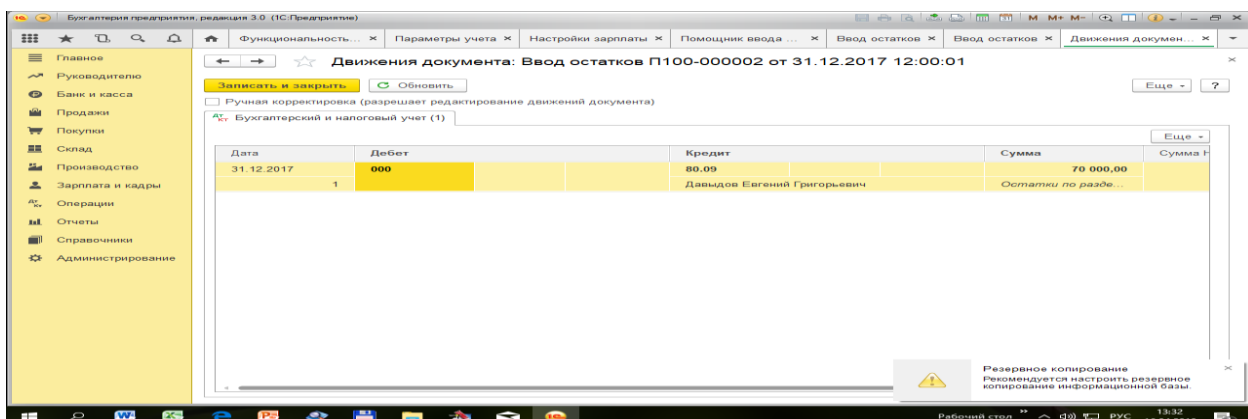 Бухгалтерия предприятия, редакция 3.0 (1С:Предприятие)
M M+ M-
Функциональность... × Параметры учета × Настройки зарплаты × Помощник ввода ... × Ввод остатков × Ввод остатков × Движения докумен... ×
Главное
Руководителю
Банк и касса
Продажи
Покупки
Склад
Производство
Зарплата и кадры
Операции
Отчеты
Справочники
Администрирование
Движения документа: Ввод остатков П100-000002 от 31.12.2017 12:00:01
Записать и закрыть Обновить Еще ?
Ручная корректировка (разрешает редактирование движений документа)
Бухгалтерский и налоговый учет (1)
Еще
Дата Дебет Кредит Сумма Сумма Н
31.12.2017 000 80.09 70 000,00
1 Давыдов Евгений Григорьевич Остатки по разде...
Резервное копирование
Рекомендуется настроить резервное
копирование информационной базы.
Рабочий стол РУС 13:32